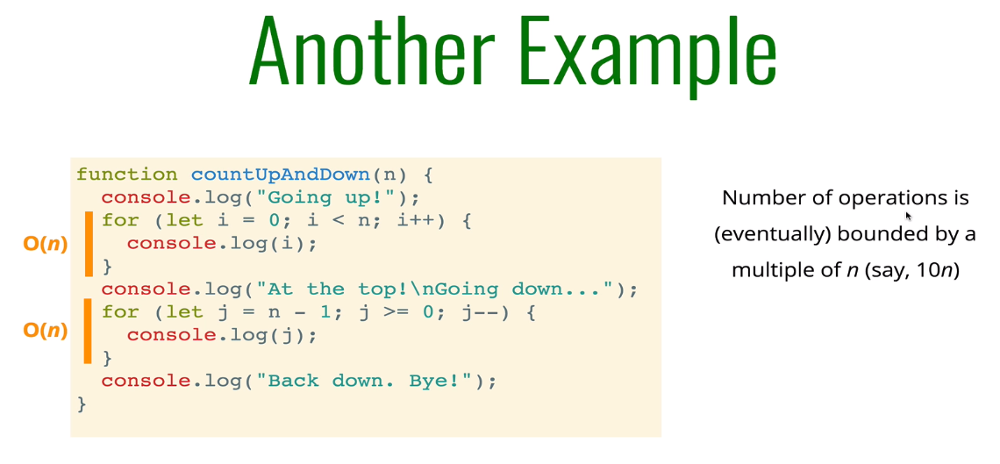 Another Example
function countUpAndDown(n) {
console.log("Going up!");
for (let i = 0; i < n; i++) {
console.log(i);
}
console.log("At the top!\nGoing down...");
for (let j = n - 1; j >= 0; j--) {
console.log(j);
}
console.log("Back down. Bye!");
}
O(n)
O(n)
Number of operations is
(eventually) bounded by a
multiple of n (say, 10n)